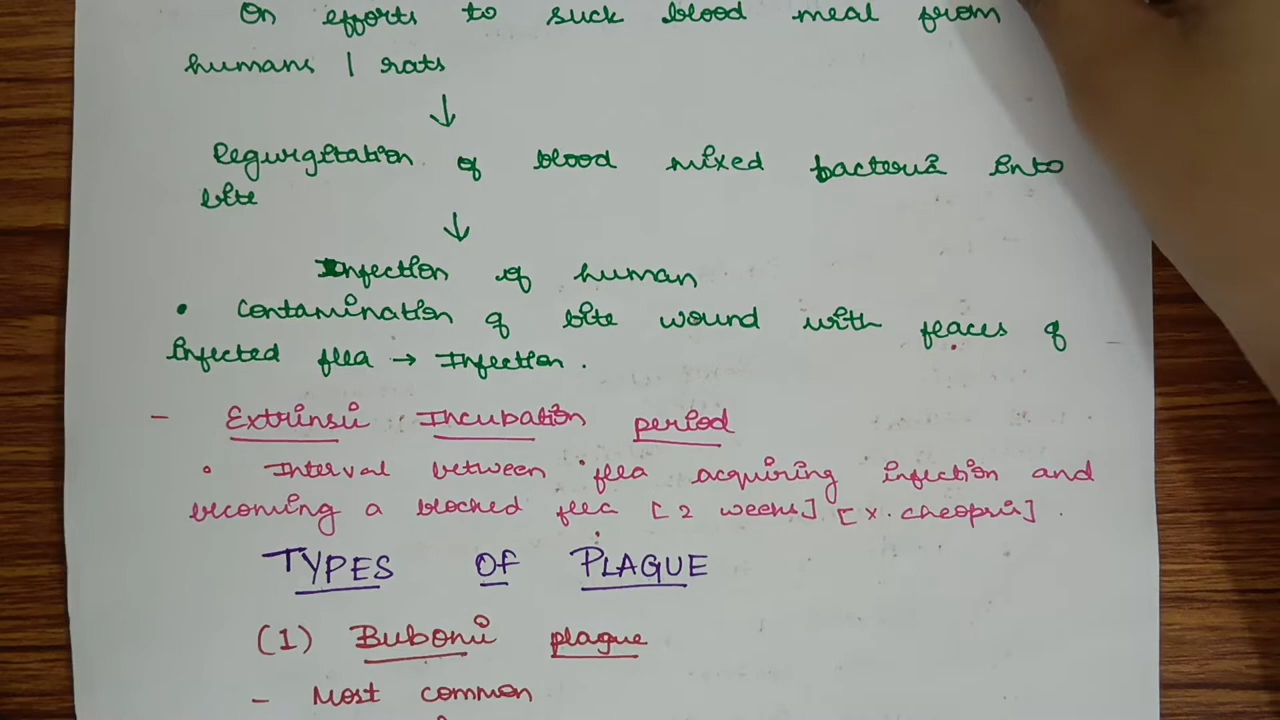 On efforts to suck blood meal from
humans | rats
↓
Regurgitation of blood mixed bacteria into
bite
↓
Infection of human
• Contamination of bite wound with feaces of
infected flea → Infection.
- Extrinsic Incubation period
• Interval between flea acquiring infection and
becoming a blocked flea [2 weeks] [X. cheopis].
TYPES OF PLAGUE
(1) Bubonic plague
- Most common